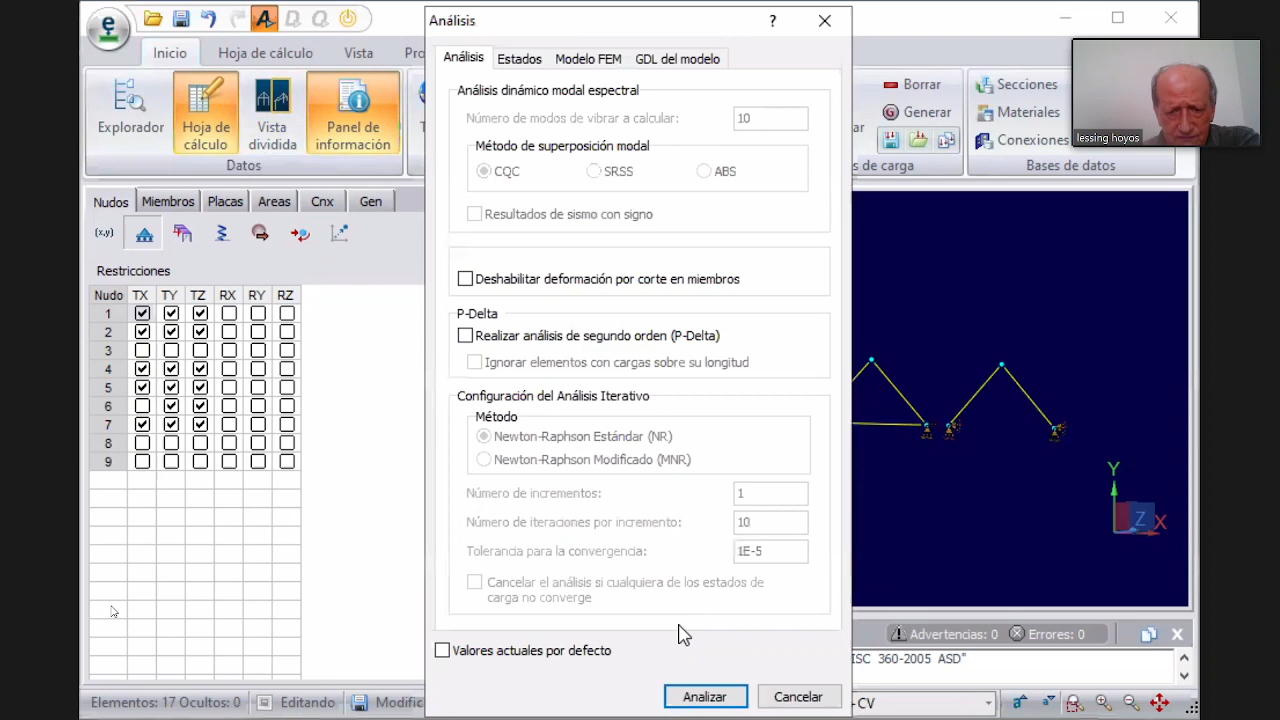 Análisis
?
Inicio
Hoja de cálculo
Vista
Explorador
Hoja de
cálculo
Vista
dividida
Panel de
información
Datos
Borrar
Generar
s de carga
Secciones
Materiales
Conexiones
Bases de datos
lessing hoyos
Nudos
Miembros
Placas
Areas
Cnx
Gen
(x,y)
Restricciones
Nudo TX TY TZ RX RY RZ
1
2
3
4
5
6
7
8
9
Análisis
Estados
Modelo FEM
GDL del modelo
Análisis dinámico modal espectral
Número de modos de vibrar a calcular: 10
Método de superposición modal
CQC SRSS ABS
Resultados de sismo con signo
Deshabilitar deformación por corte en miembros
P-Delta
Realizar análisis de segundo orden (P-Delta)
Ignorar elementos con cargas sobre su longitud
Configuración del Análisis Iterativo
Método
Newton-Raphson Estándar (NR)
Newton-Raphson Modificado (MNR)
Número de incrementos: 1
Número de iteraciones por incremento: 10
Tolerancia para la convergencia: 1E-5
Cancelar el análisis si cualquiera de los estados de
carga no converge
Valores actuales por defecto
Analizar
Cancelar
Y
Z
X
Advertencias: 0
Errores: 0
ISC 360-2005 ASD"
Elementos: 17 Ocultos: 0
Editando
Modific
+CV